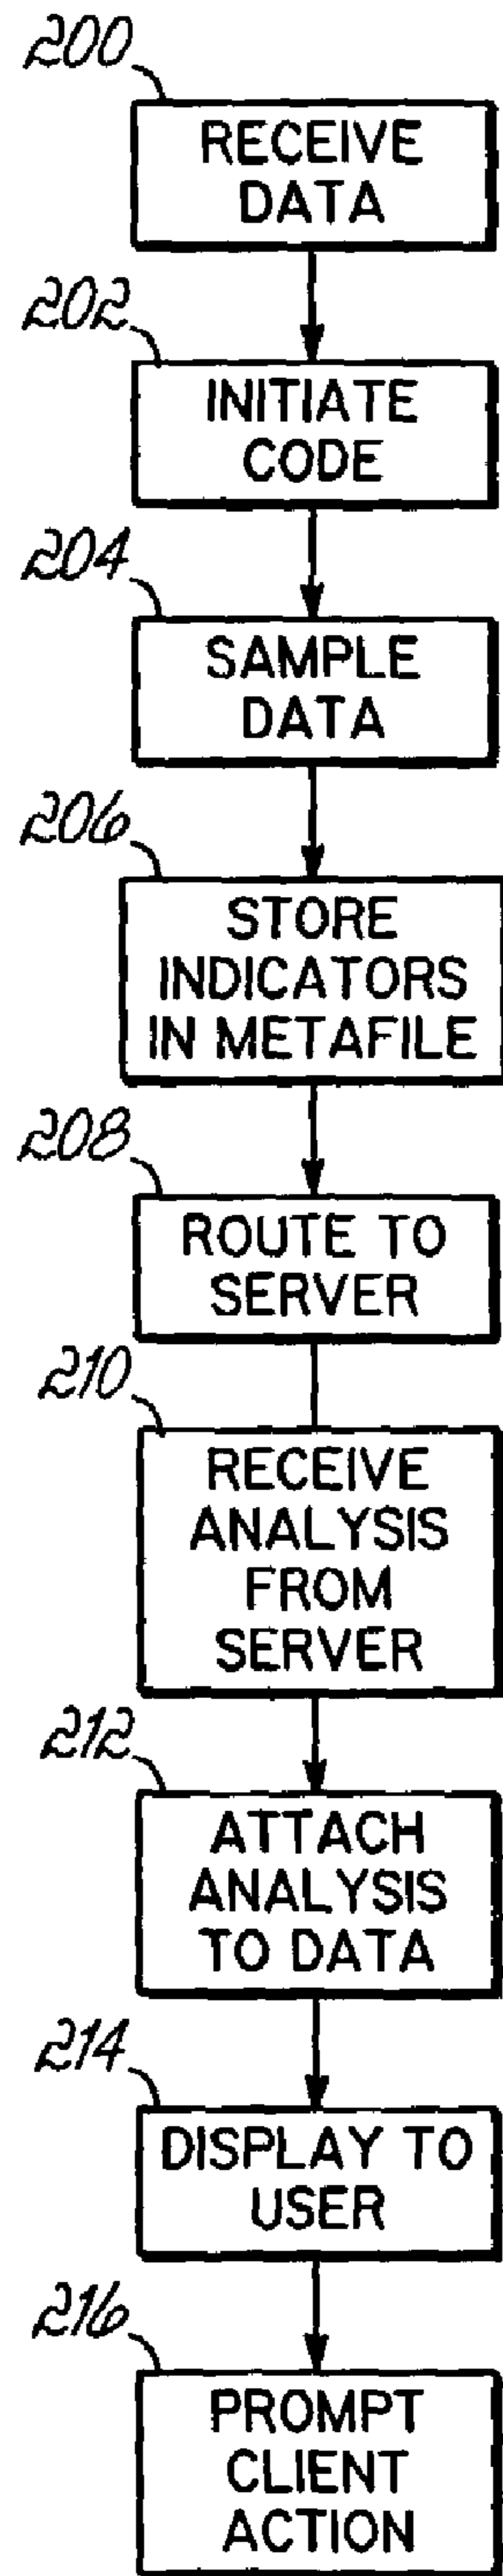 200
RECEIVE
DATA
202
INITIATE
CODE
204
SAMPLE
DATA
206
STORE
INDICATORS
IN METAFILE
208
ROUTE TO
SERVER
210
RECEIVE
ANALYSIS
FROM
SERVER
212
ATTACH
ANALYSIS
TO DATA
214
DISPLAY TO
USER
216
PROMPT
CLIENT
ACTION